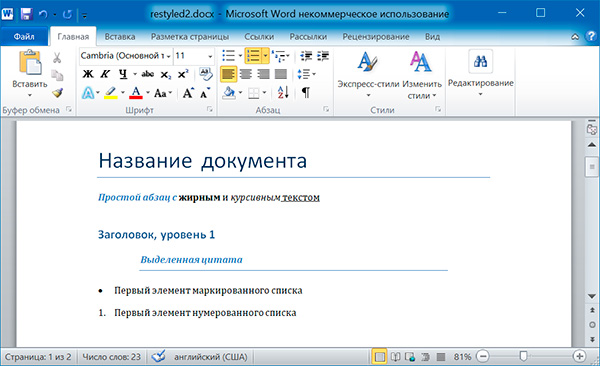 restyled2.docx - Microsoft Word некоммерческое использование
Файл Главная Вставка Разметка страницы Ссылки Рассылки Рецензирование Вид
Вставить
Cambria (Основной т 11
Ж К Ч abc x₂ x²
A ab A Aa A A
Экспресс-стили Изменить стили
Редактирование
Буфер обмена Шрифт Абзац Стили
Название документа
Простой абзац с жирным и курсивным текстом
Заголовок, уровень 1
Выделенная цитата
• Первый элемент маркированного списка
1. Первый элемент нумерованного списка
Страница: 1 из 2 Число слов: 23 английский (США) 81%